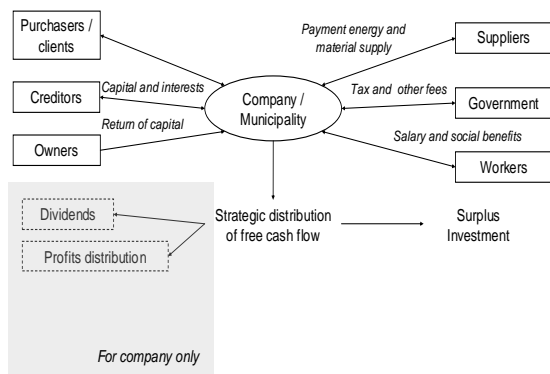 Purchasers /
clients
Creditors
Owners
Capital and interests
Return of capital
Company /
Municipality
Payment energy and
material supply
Tax and other fees
Salary and social benefits
Suppliers
Government
Workers
Dividends
Profits distribution
For company only
Strategic distribution
of free cash flow
Surplus
Investment